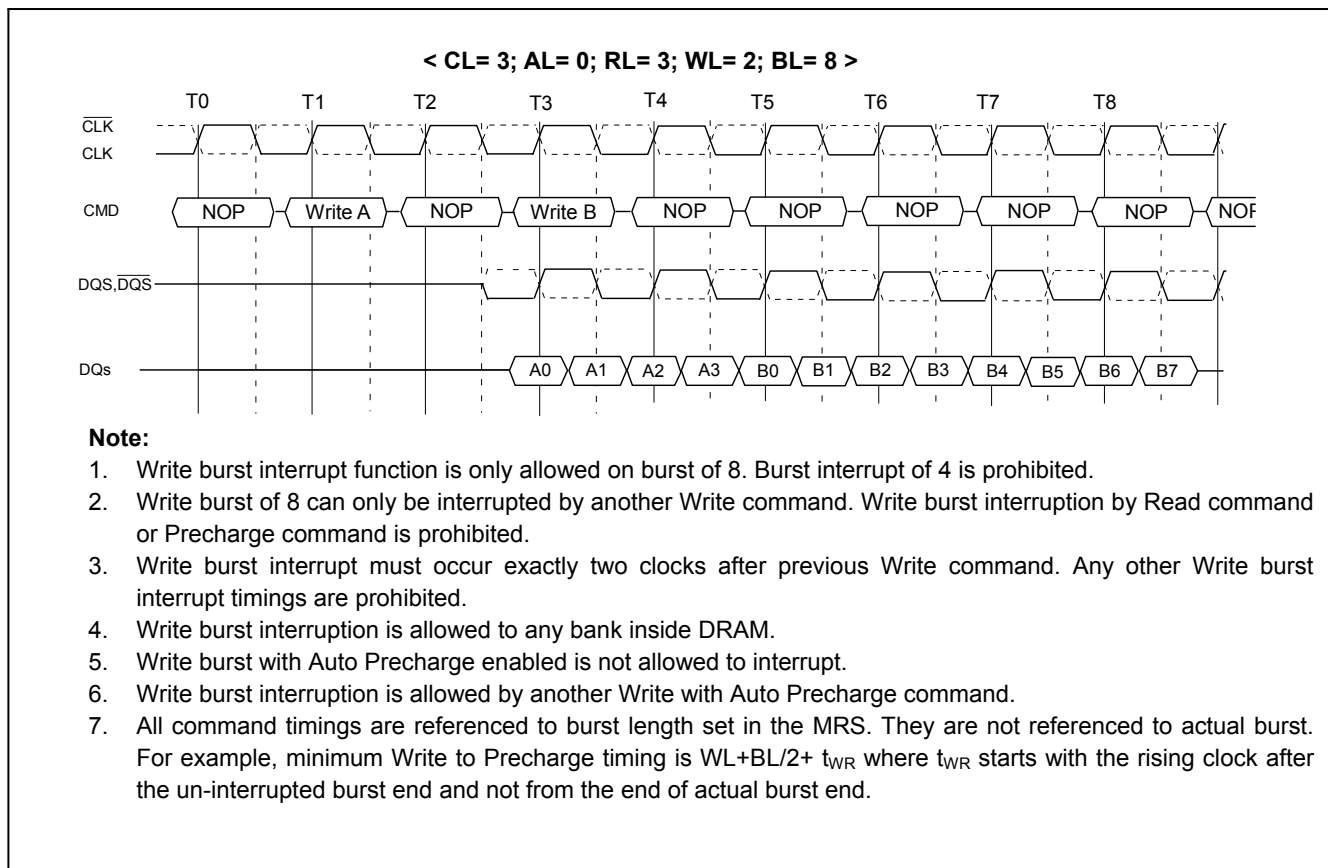 < CL= 3; AL= 0; RL= 3; WL= 2; BL= 8 >
T0 T1 T2 T3 T4 T5 T6 T7 T8
CLK
CLK
CMD NOP Write A NOP Write B NOP NOP NOP NOP NOP NOP
DQS,DQS
DQs A0 A1 A2 A3 B0 B1 B2 B3 B4 B5 B6 B7
Note:
1. Write burst interrupt function is only allowed on burst of 8. Burst interrupt of 4 is prohibited.
2. Write burst of 8 can only be interrupted by another Write command. Write burst interruption by Read command
or Precharge command is prohibited.
3. Write burst interrupt must occur exactly two clocks after previous Write command. Any other Write burst
interrupt timings are prohibited.
4. Write burst interruption is allowed to any bank inside DRAM.
5. Write burst with Auto Precharge enabled is not allowed to interrupt.
6. Write burst interruption is allowed by another Write with Auto Precharge command.
7. All command timings are referenced to burst length set in the MRS. They are not referenced to actual burst.
For example, minimum Write to Precharge timing is WL+BL/2+ tWR where tWR starts with the rising clock after
the un-interrupted burst end and not from the end of actual burst end.